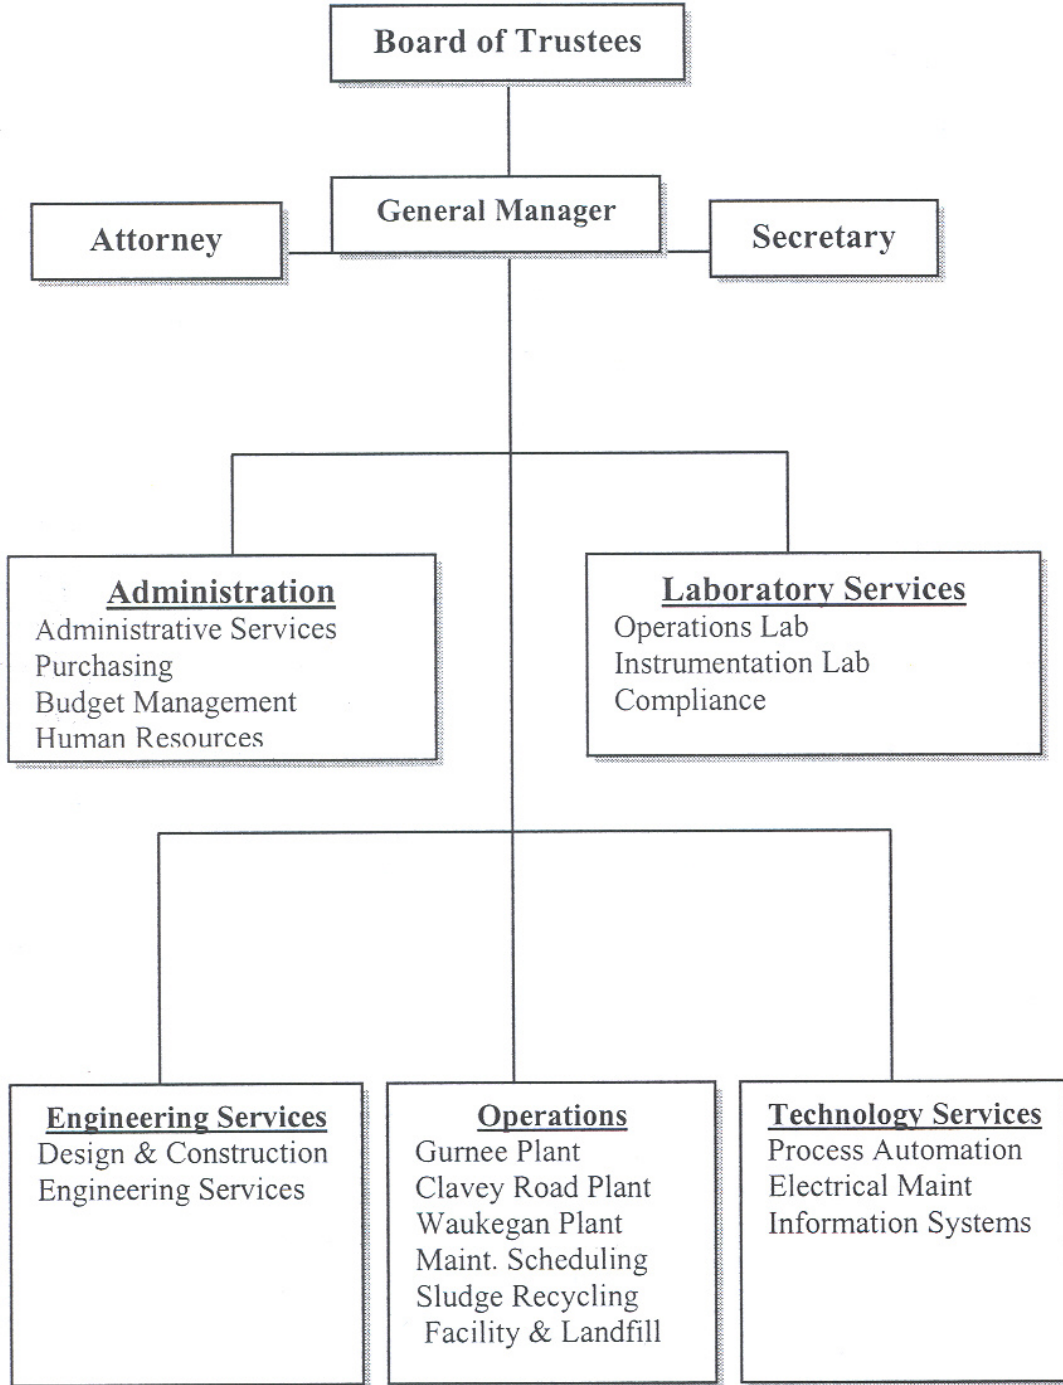 Board of Trustees
General Manager
Attorney
Secretary
Administration
Administrative Services
Purchasing
Budget Management
Human Resources
Laboratory Services
Operations Lab
Instrumentation Lab
Compliance
Engineering Services
Design & Construction
Engineering Services
Operations
Gurnee Plant
Clavey Road Plant
Waukegan Plant
Maint. Scheduling
Sludge Recycling
Facility & Landfill
Technology Services
Process Automation
Electrical Maint
Information Systems